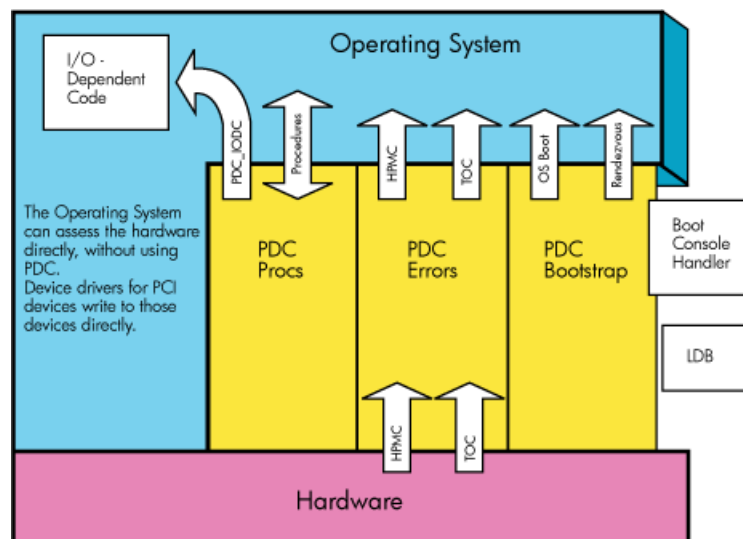 Operating System
I/O -
Dependent
Code
PDC_IODC
Procedures
HPMC
TOC
OS Boot
Rendezvous
The Operating System
can assess the hardware
directly, without using
PDC.
Device drivers for PCI
devices write to those
devices directly.
PDC
Procs
PDC
Errors
PDC
Bootstrap
Boot
Console
Handler
LDB
HPMC
TOC
Hardware